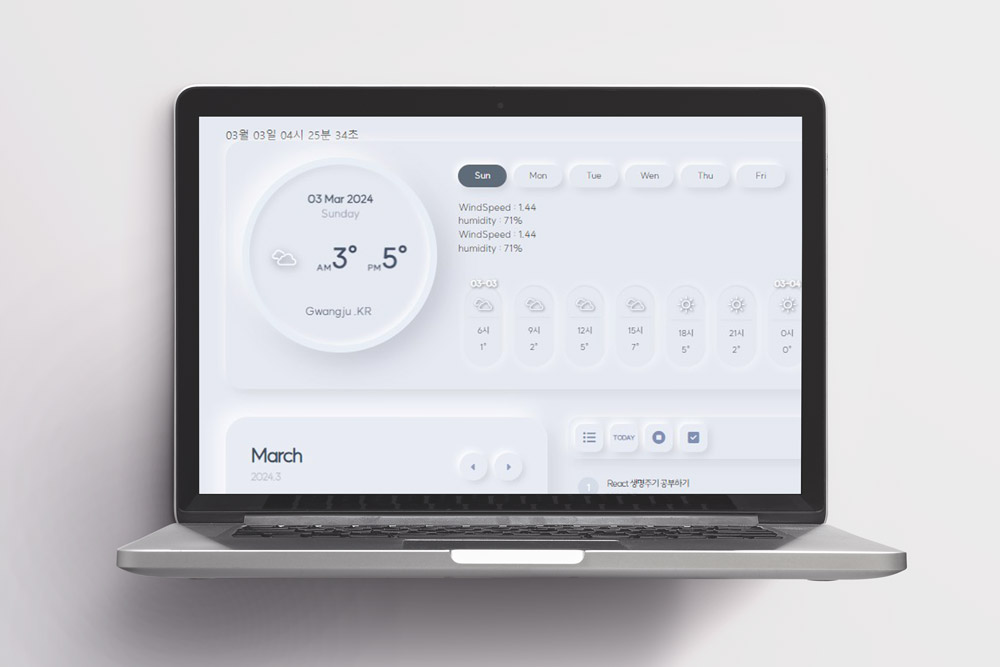 03월 03일 04시 25분 34초
03 Mar 2024
Sunday
AM 3° PM 5°
Gwangju .KR
Sun Mon Tue Wen Thu Fri
WindSpeed : 1.44
humidity : 71%
WindSpeed : 1.44
humidity : 71%
03-03 03-04
6시 9시 12시 15시 18시 21시 0시
1° 2° 5° 7° 5° 2° 0°
March
2024.3
TODAY
1 React 생명주기 공부하기